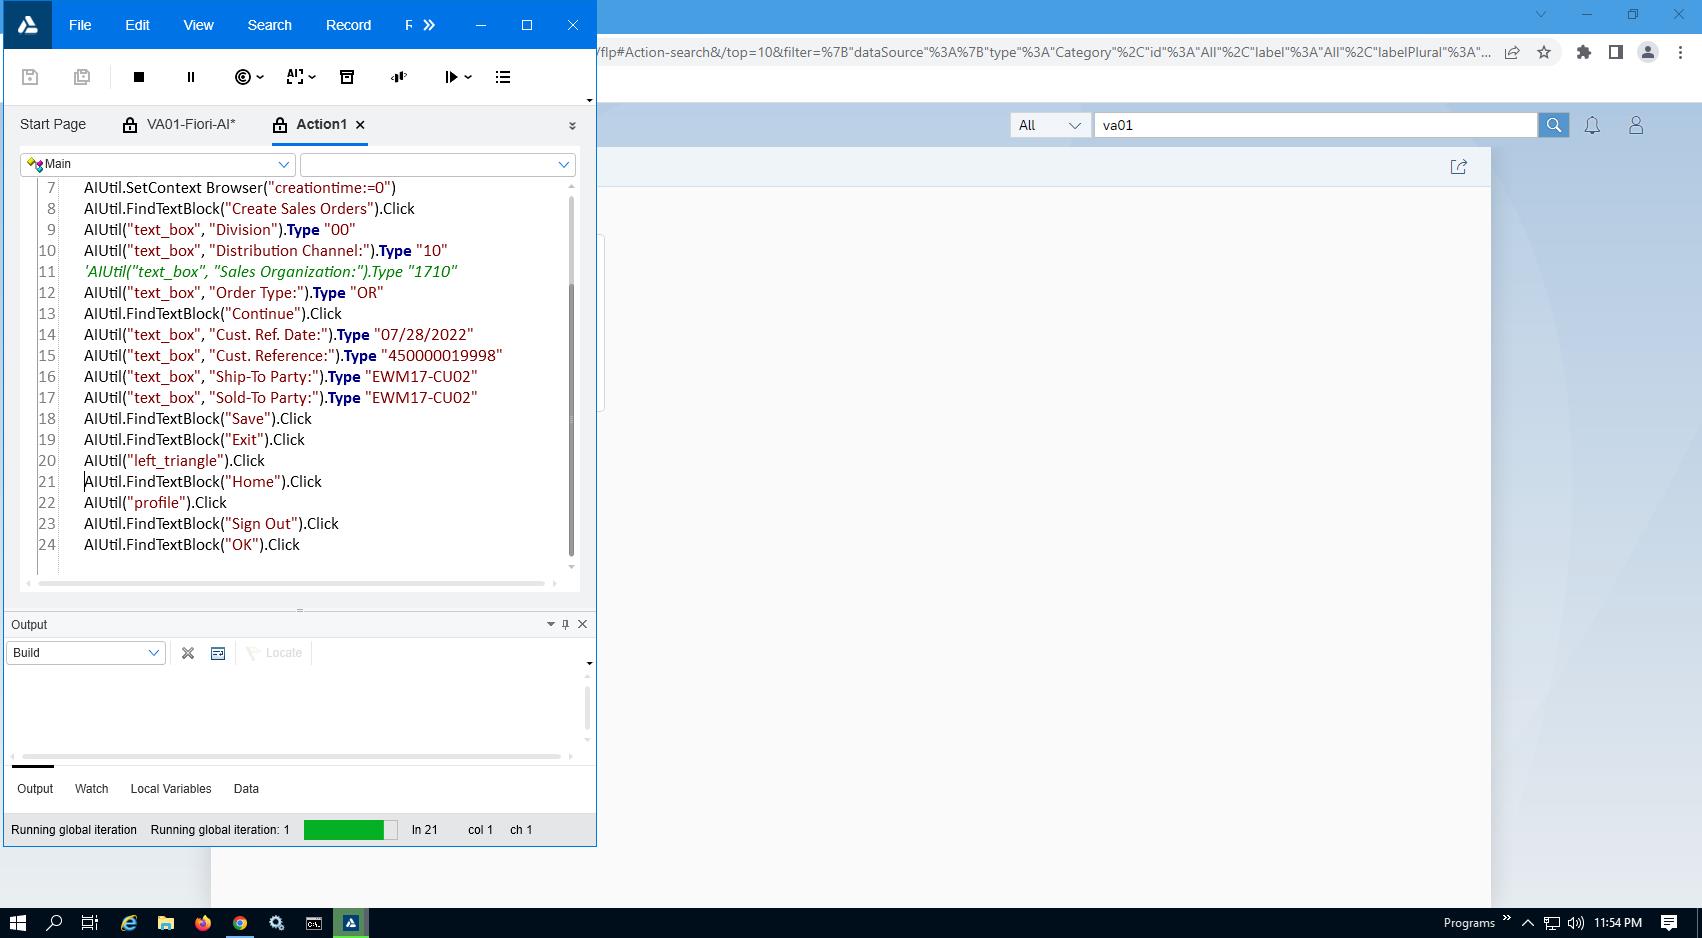 File Edit View Search Record R »
/flp#Action-search&/top=10&filter=%7B"dataSource"%3A%7B"type"%3A"Category"%2C"id"%3A"All"%2C"label"%3A"All"%2C"labelPlural"%3A"...
Start Page VA01-Fiori-AI* Action1
All va01
Main
7 AIUtil.SetContext Browser("creationtime:=0")
8 AIUtil.FindTextBlock("Create Sales Orders").Click
9 AIUtil("text_box", "Division").Type "00"
10 AIUtil("text_box", "Distribution Channel:").Type "10"
11 'AIUtil("text_box", "Sales Organization:").Type "1710"
12 AIUtil("text_box", "Order Type:").Type "OR"
13 AIUtil.FindTextBlock("Continue").Click
14 AIUtil("text_box", "Cust. Ref. Date:").Type "07/28/2022"
15 AIUtil("text_box", "Cust. Reference:").Type "450000019998"
16 AIUtil("text_box", "Ship-To Party:").Type "EWM17-CU02"
17 AIUtil("text_box", "Sold-To Party:").Type "EWM17-CU02"
18 AIUtil.FindTextBlock("Save").Click
19 AIUtil.FindTextBlock("Exit").Click
20 AIUtil("left_triangle").Click
21 AIUtil.FindTextBlock("Home").Click
22 AIUtil("profile").Click
23 AIUtil.FindTextBlock("Sign Out").Click
24 AIUtil.FindTextBlock("OK").Click
Output
Build Locate
Output Watch Local Variables Data
Running global iteration Running global iteration: 1 ln 21 col 1 ch 1
Programs » 11:54 PM